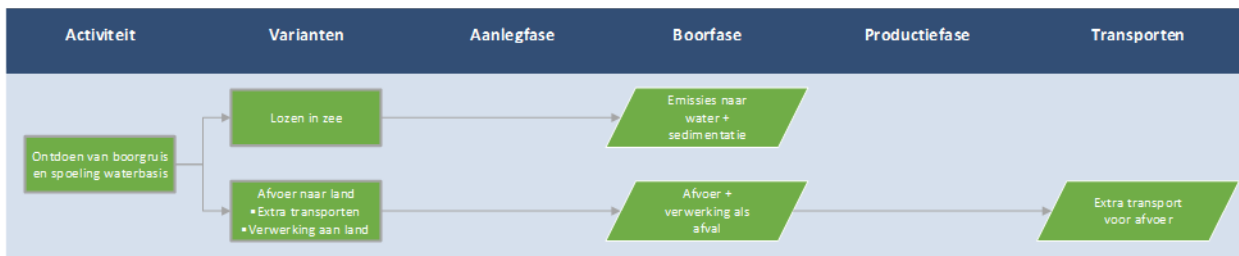 Activiteit
Varianten
Aanlegfase
Boorfase
Productiefase
Transporten
Ontdoen van boorgruis
en spoeling waterbasis
Lozen in zee
Emissies naar
water +
sedimentatie
Afvoer naar land
▪Extra transporten
▪Verwerking aan land
Afvoer +
verwerking als
afval
Extra transport
voor afvoer